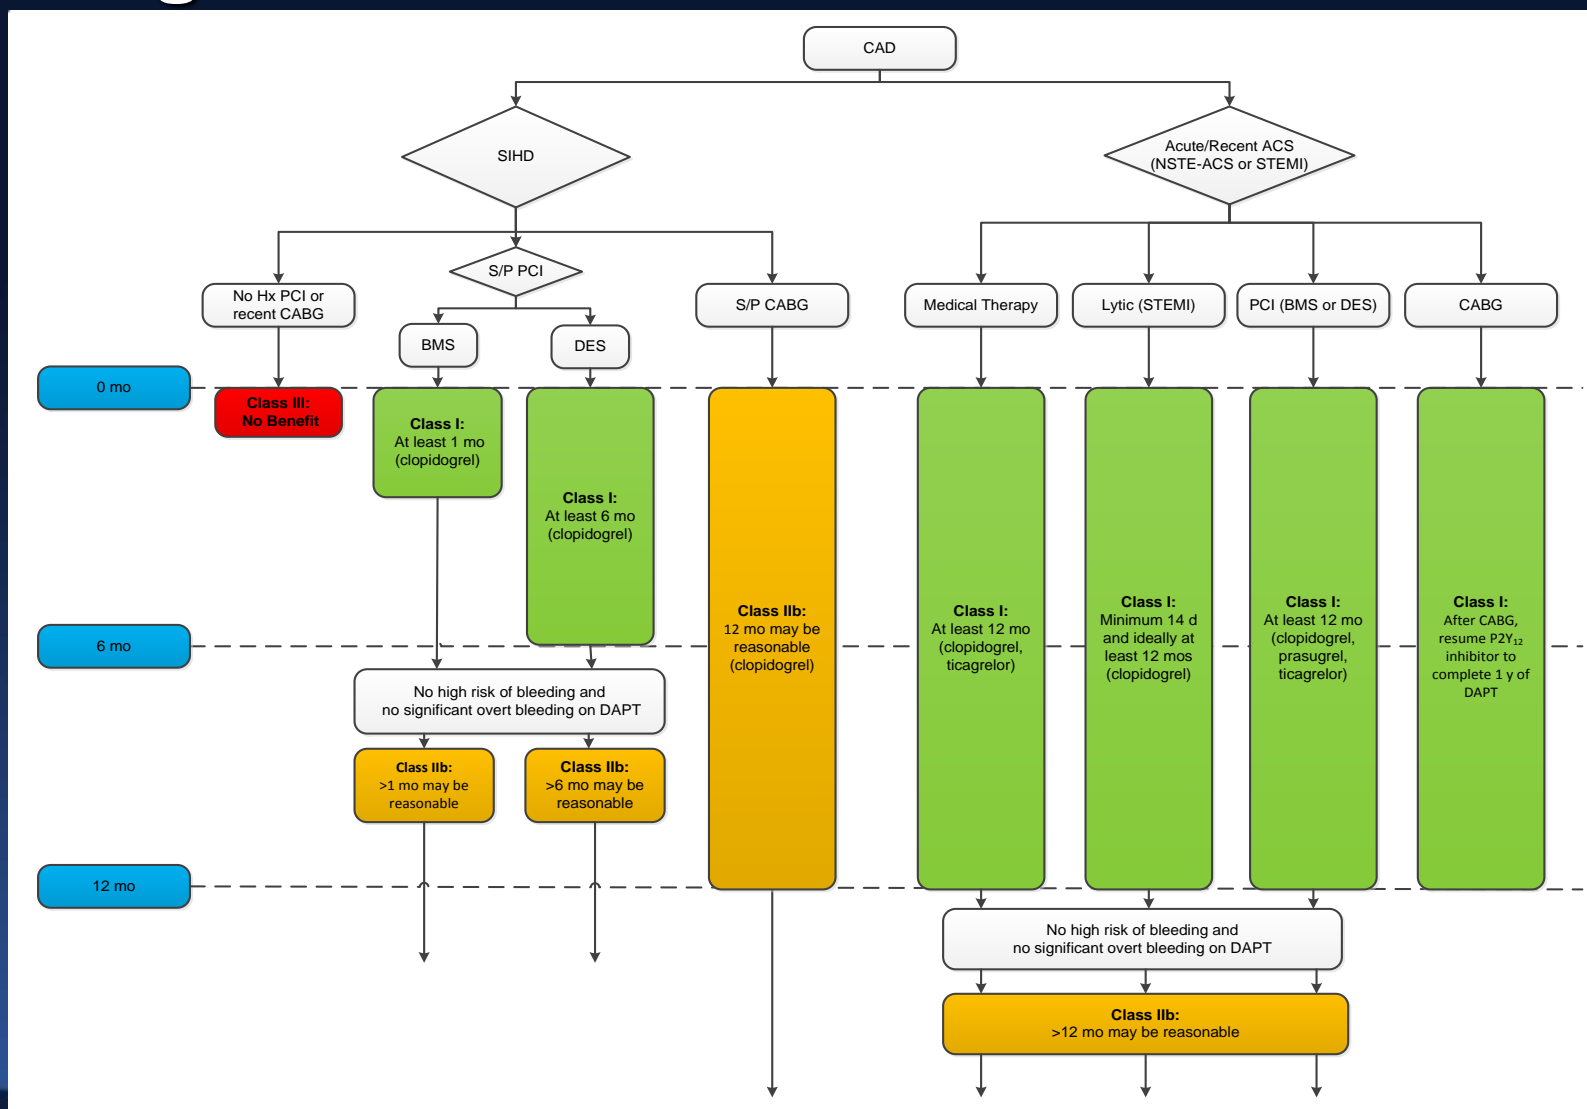 CAD
SIHD
Acute/Recent ACS
(NSTE-ACS or STEMI)
S/P PCI
No Hx PCI or
recent CABG
S/P CABG
Medical Therapy
Lytic (STEMI)
PCI (BMS or DES)
CABG
BMS
DES
0 mo
Class III:
No Benefit
Class I:
At least 1 mo
(clopidogrel)
Class I:
At least 6 mo
(clopidogrel)
Class IIb:
12 mo may be
reasonable
(clopidogrel)
Class I:
At least 12 mo
(clopidogrel,
ticagrelor)
Class I:
Minimum 14 d
and ideally at
least 12 mos
(clopidogrel)
Class I:
At least 12 mo
(clopidogrel,
prasugrel,
ticagrelor)
Class I:
After CABG,
resume P2Y₁₂
inhibitor to
complete 1 y of
DAPT
6 mo
No high risk of bleeding and
no significant overt bleeding on DAPT
Class IIb:
>1 mo may be
reasonable
Class IIb:
>6 mo may be
reasonable
12 mo
No high risk of bleeding and
no significant overt bleeding on DAPT
Class IIb:
>12 mo may be reasonable